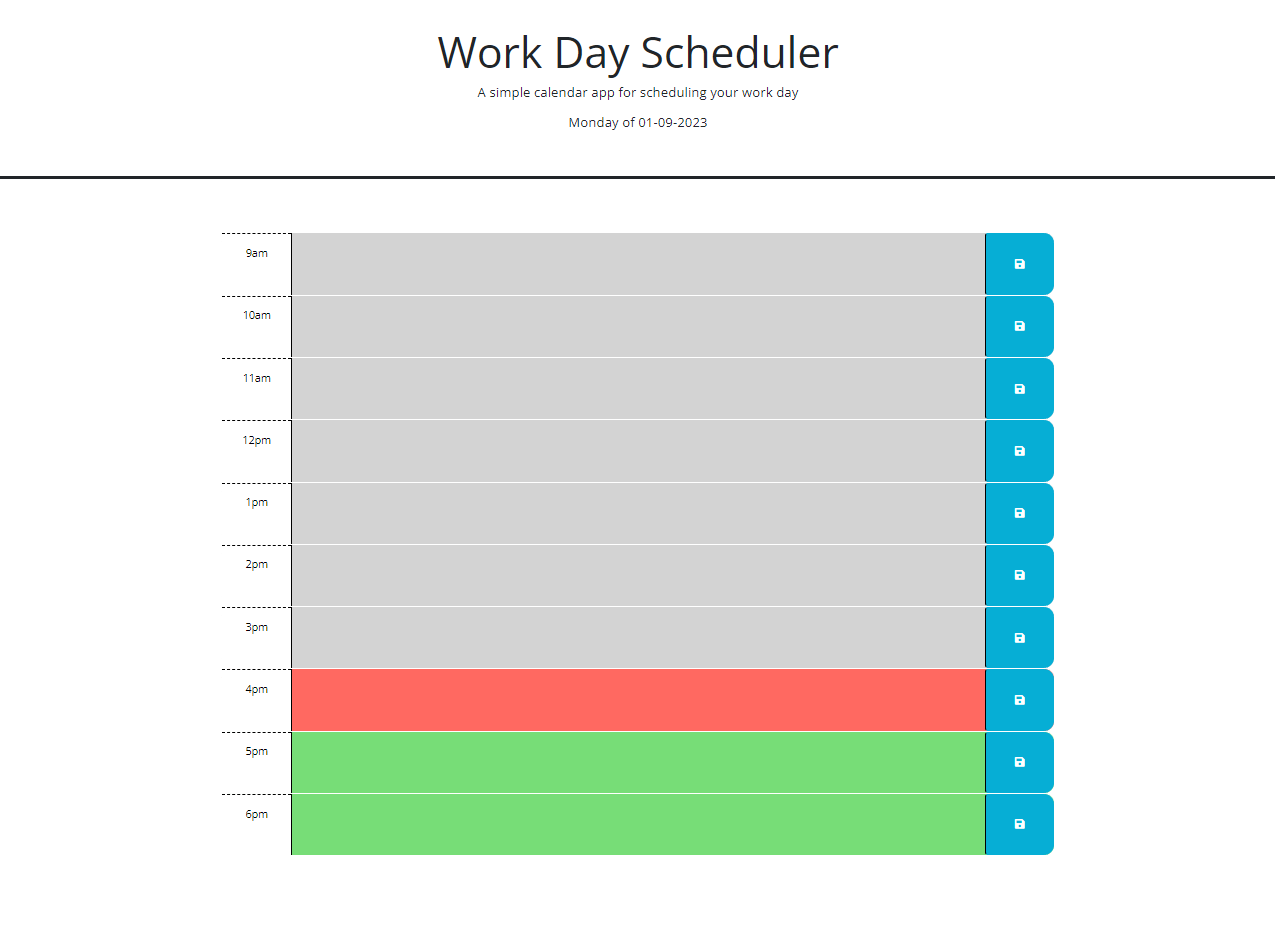 Work Day Scheduler
A simple calendar app for scheduling your work day
Monday of 01-09-2023
9am
10am
11am
12pm
1pm
2pm
3pm
4pm
5pm
6pm